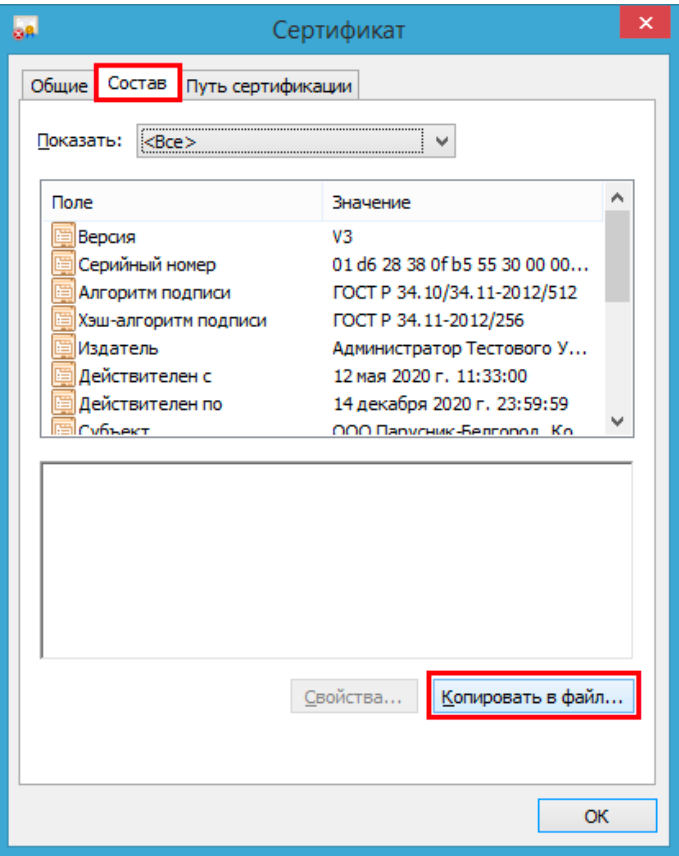 Сертификат
Общие Состав Путь сертификации
Показать: <Все>
Поле Значение
Версия V3
Серийный номер 01 d6 28 38 0f b5 55 30 00 00...
Алгоритм подписи ГОСТ Р 34.10/34.11-2012/512
Хэш-алгоритм подписи ГОСТ Р 34.11-2012/256
Издатель Администратор Тестового У...
Действителен с 12 мая 2020 г. 11:33:00
Действителен по 14 декабря 2020 г. 23:59:59
Субъект ООО Парусник-Белгород, Ко
Свойства... Копировать в файл...
ОК